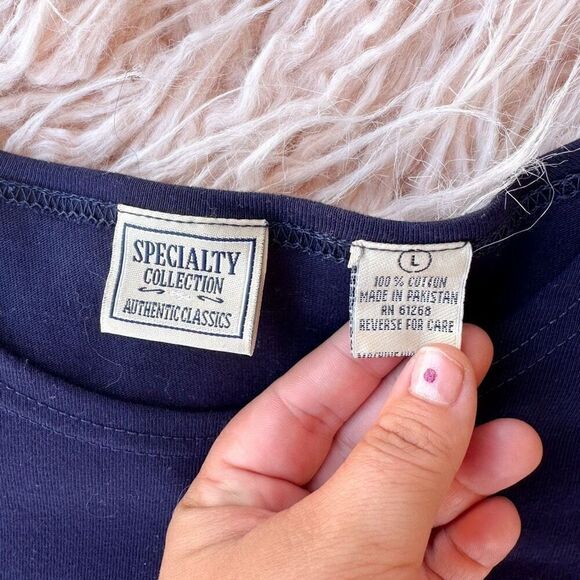 SPECIALTY
COLLECTION
AUTHENTIC CLASSICS
L
100 % COTTON
MADE IN PAKISTAN
RN 61268
REVERSE FOR CARE